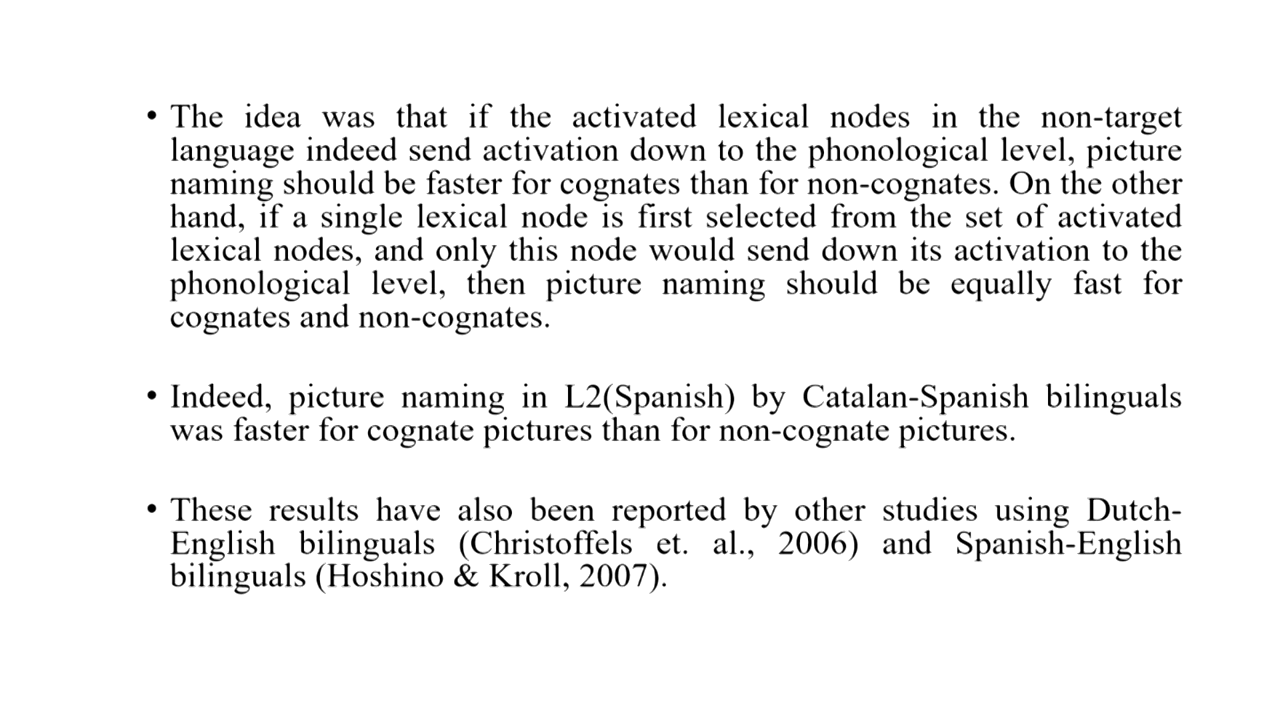 • The idea was that if the activated lexical nodes in the non-target
language indeed send activation down to the phonological level, picture
naming should be faster for cognates than for non-cognates. On the other
hand, if a single lexical node is first selected from the set of activated
lexical nodes, and only this node would send down its activation to the
phonological level, then picture naming should be equally fast for
cognates and non-cognates.
• Indeed, picture naming in L2(Spanish) by Catalan-Spanish bilinguals
was faster for cognate pictures than for non-cognate pictures.
• These results have also been reported by other studies using Dutch-
English bilinguals (Christoffels et. al., 2006) and Spanish-English
bilinguals (Hoshino & Kroll, 2007).